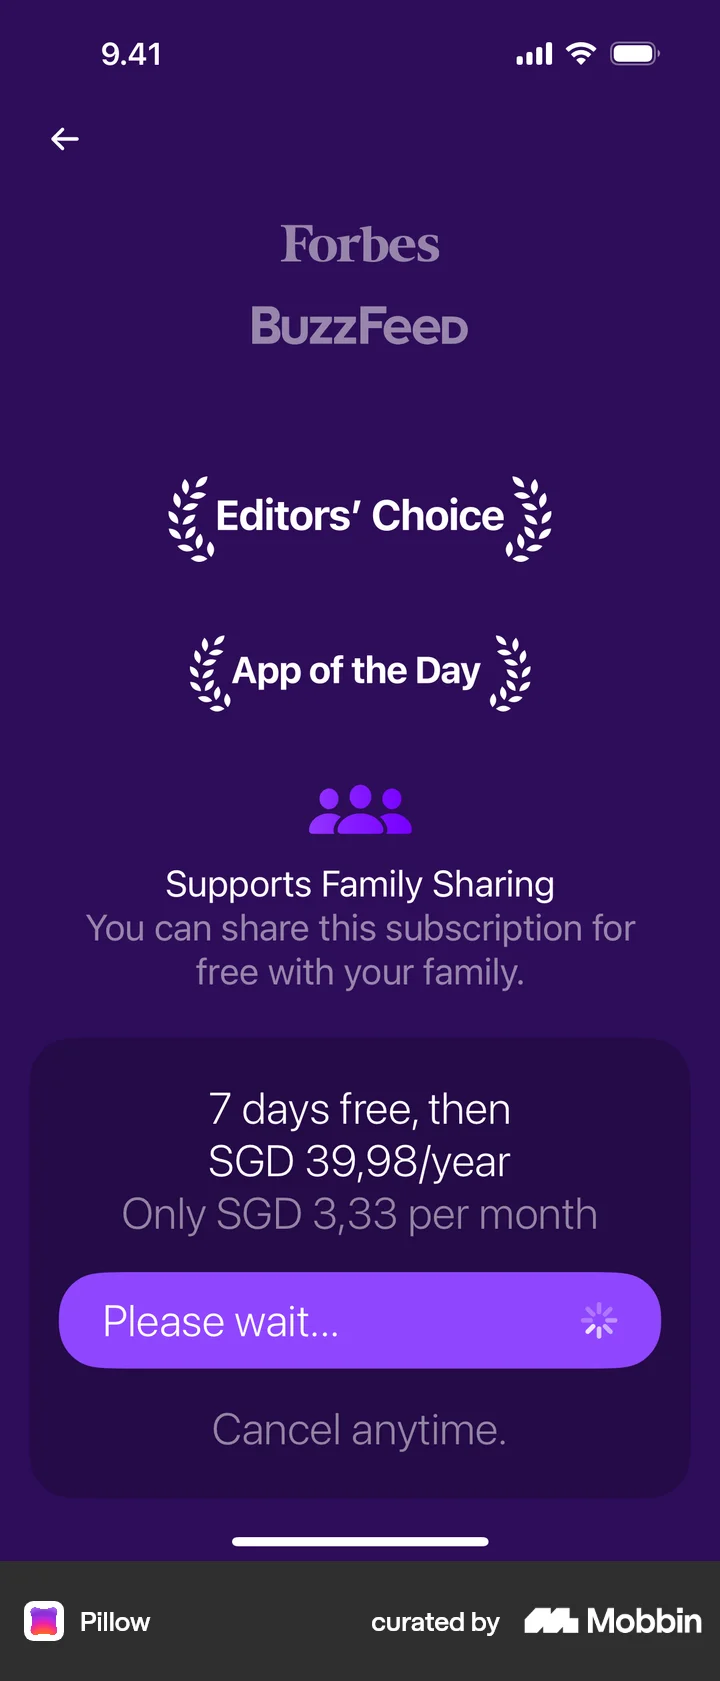 9.41
Forbes
BuzzFeed
Editors’ Choice
App of the Day
Supports Family Sharing
You can share this subscription for
free with your family.
7 days free, then
SGD 39,98/year
Only SGD 3,33 per month
Please wait...
Cancel anytime.
Pillow
curated by Mobbin